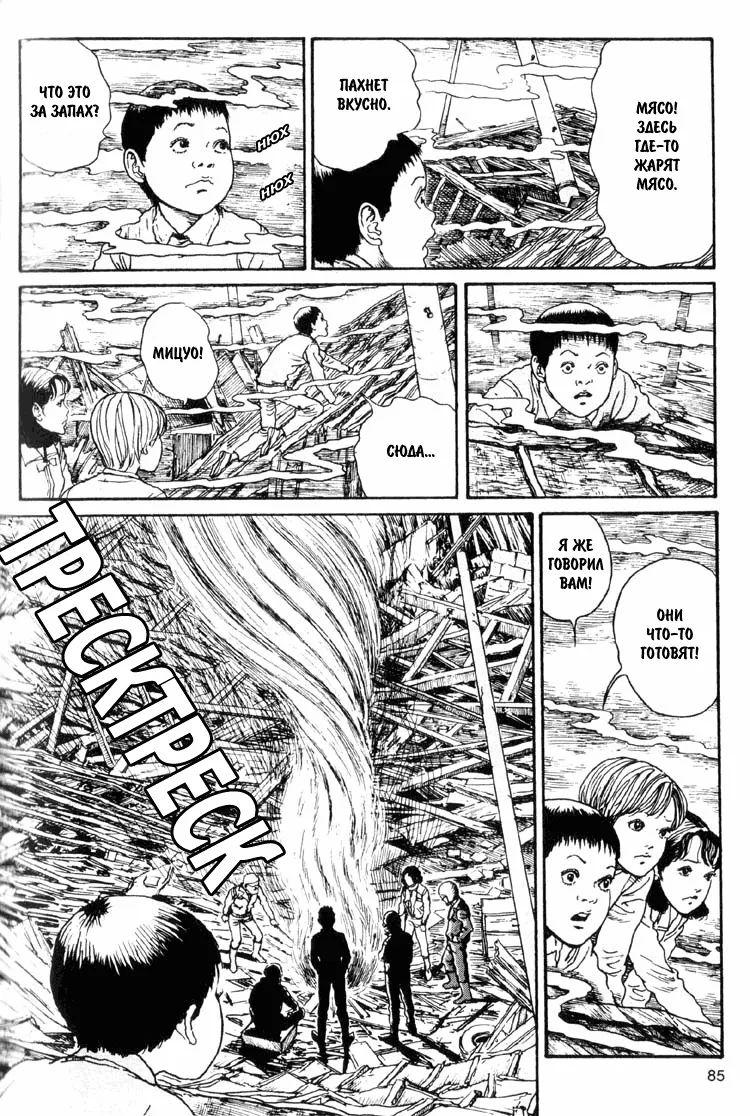 ЧТО ЭТО
ЗА ЗАПАХ?
НЮХ
НЮХ
ПАХНЕТ
ВКУСНО.
МЯСО!
ЗДЕСЬ
ГДЕ-ТО
ЖАРЯТ
МЯСО.
МИЦУО!
СЮДА...
ТРЕСКТРЕСК
Я ЖЕ
ГОВОРИЛ
ВАМ!
ОНИ
ЧТО-ТО
ГОТОВЯТ!
85